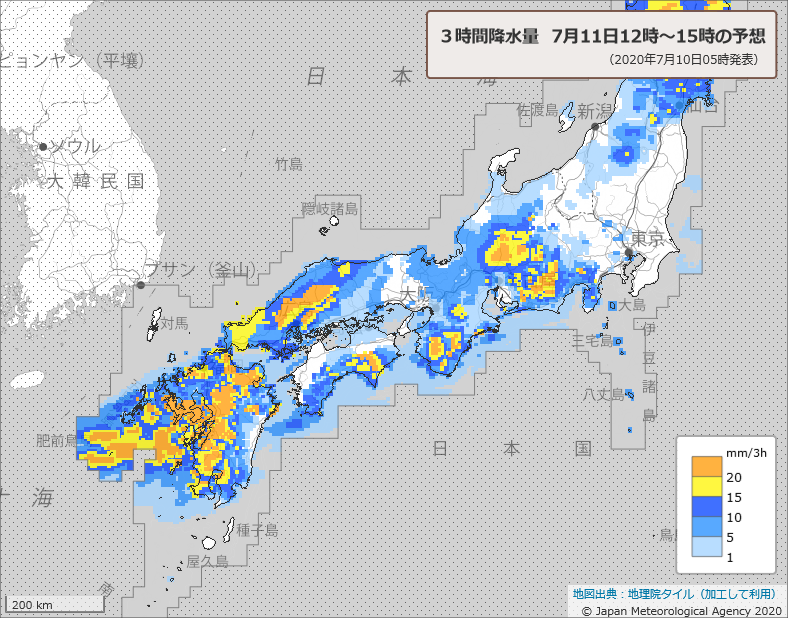 ３時間降水量　7月11日12時～15時の予想
（2020年7月10日05時発表）
ピョンヤン（平壌）
日　本　海
佐渡島
新潟
仙台
ソウル
大韓民国
竹島
隠岐諸島
東京
プサン（釜山）
大阪
大島
対馬
三宅島
伊豆諸島
八丈島
肥前鳥
日　本　国
海
mm/3h
20
15
10
5
1
種子島
鳥
屋久島
200 km
地図出典：地理院タイル（加工して利用）
© Japan Meteorological Agency 2020